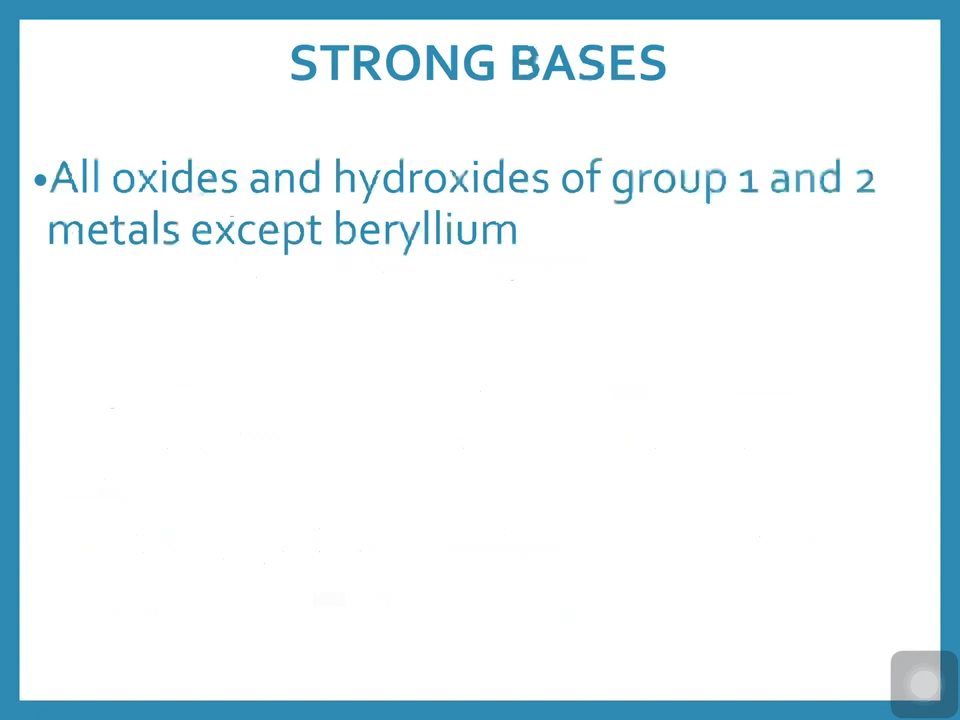 STRONG BASES
•All oxides and hydroxides of group 1 and 2
metals except beryllium